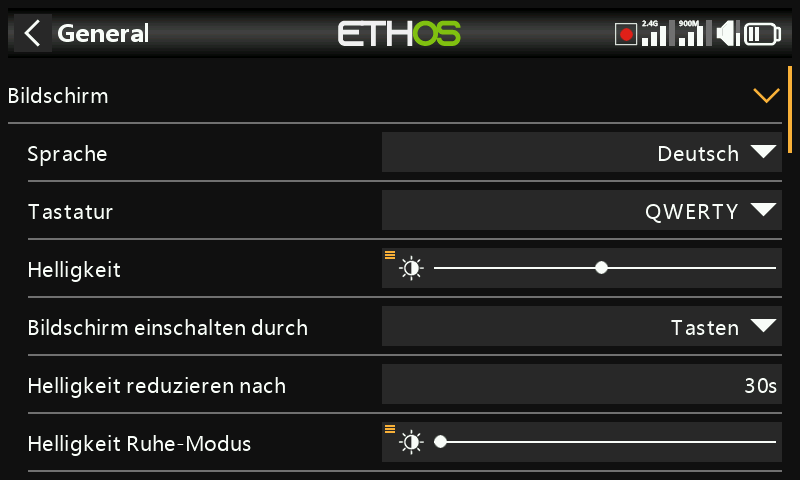 General
ETHOS
2.4G
900M
Bildschirm
Sprache
Deutsch
Tastatur
QWERTY
Helligkeit
Bildschirm einschalten durch
Tasten
Helligkeit reduzieren nach
30s
Helligkeit Ruhe-Modus